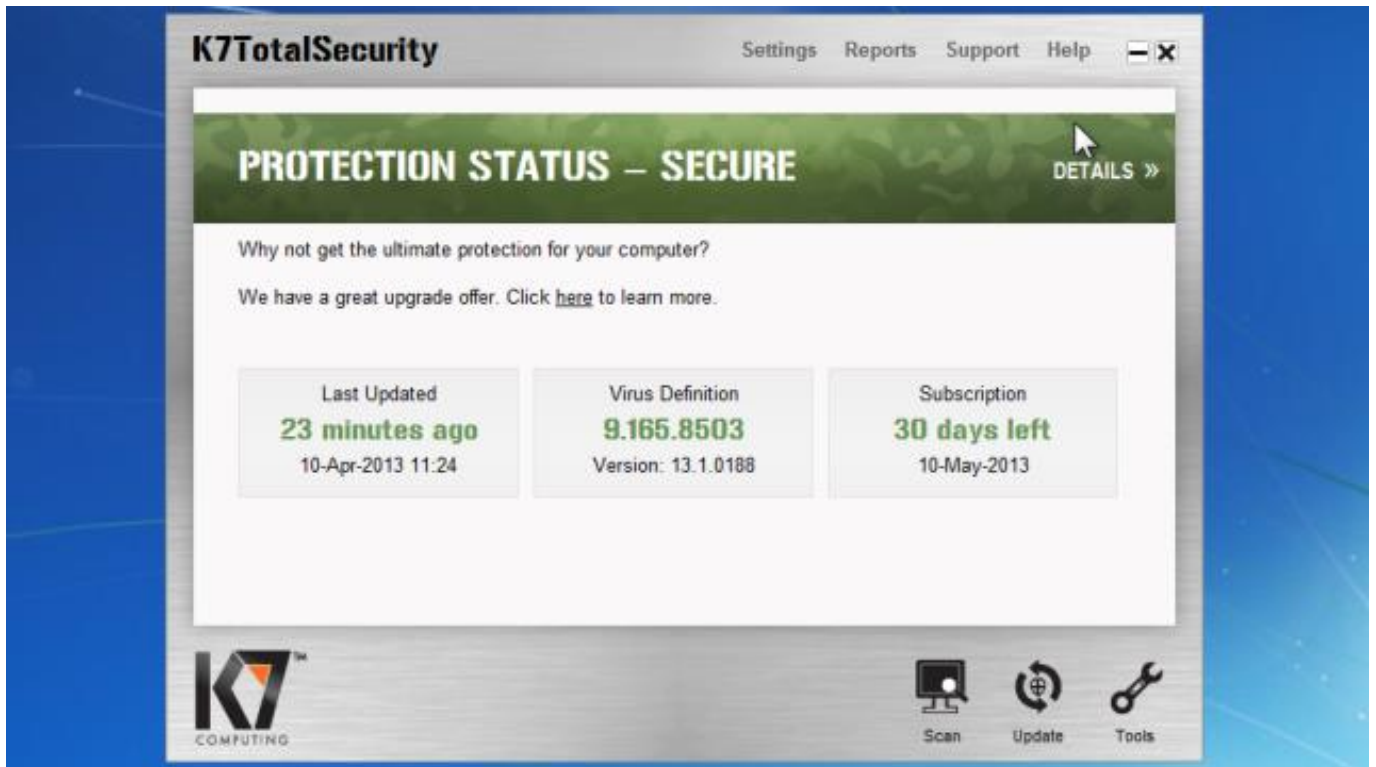 K7TotalSecurity
Settings Reports Support Help
PROTECTION STATUS – SECURE
DETAILS »
Why not get the ultimate protection for your computer?
We have a great upgrade offer. Click here to learn more.
Last Updated
23 minutes ago
10-Apr-2013 11:24
Virus Definition
9.165.8503
Version: 13.1.0188
Subscription
30 days left
10-May-2013
K7™
COMPUTING
Scan Update Tools